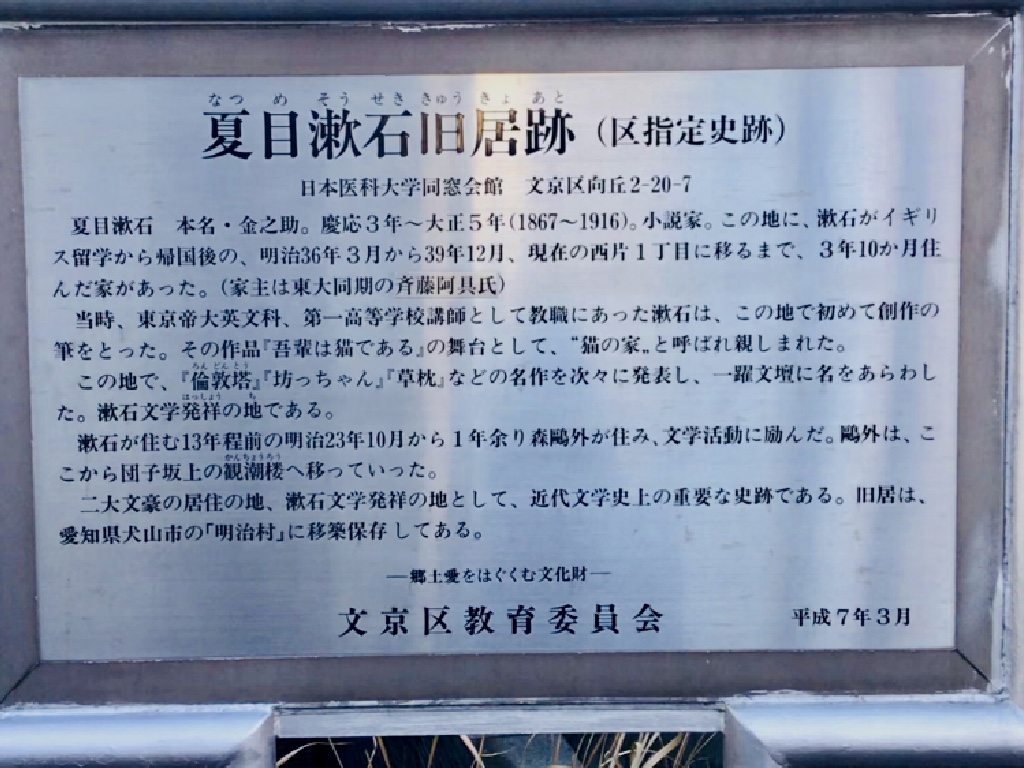 なつ め そう せき きゅう きょ あと
夏目漱石旧居跡（区指定史跡）
日本医科大学同窓会館　文京区向丘2-20-7
夏目漱石　本名・金之助。慶応３年〜大正５年(1867〜1916)。小説家。この地に、漱石がイギリ
ス留学から帰国後の、明治36年３月から39年12月、現在の西片１丁目に移るまで、３年10か月住
んだ家があった。（家主は東大同期の斉藤阿具氏）
当時、東京帝大英文科、第一高等学校講師として教職にあった漱石は、この地で初めて創作の
筆をとった。その作品『吾輩は猫である』の舞台として、“猫の家„と呼ばれ親しまれた。
ろんどんとう
この地で、『倫敦塔』『坊っちゃん』『草枕』などの名作を次々に発表し、一躍文壇に名をあらわし
はっしょう ち
た。漱石文学発祥の地である。
漱石が住む13年程前の明治23年10月から１年余り森鷗外が住み、文学活動に励んだ。鷗外は、こ
かんちょうろう
こから団子坂上の観潮楼へ移っていった。
二大文豪の居住の地、漱石文学発祥の地として、近代文学史上の重要な史跡である。旧居は、
愛知県犬山市の「明治村」に移築保存してある。
―郷土愛をはぐくむ文化財―
文京区教育委員会　平成７年３月